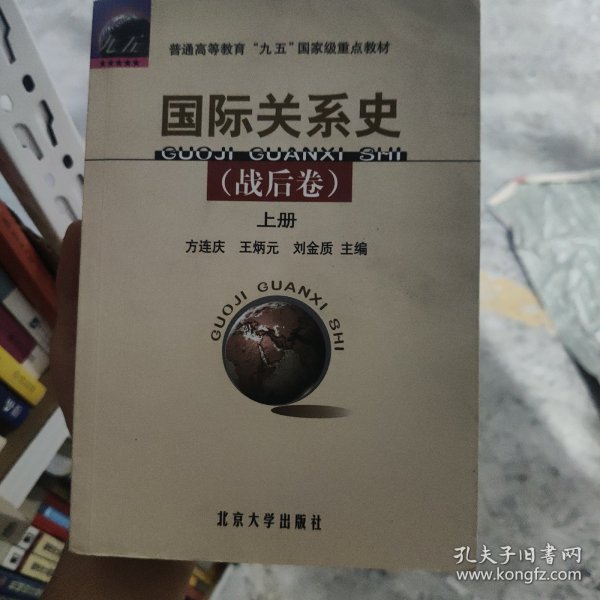 九五
★★★★★
普通高等教育“九五”国家级重点教材
国际关系史
GUOJI GUANXI SHI
（战后卷）
上册
方连庆 王炳元 刘金质 主编
GUOJI GUANXI SHI
北京大学出版社
孔夫子旧书网
www.kongfz.com